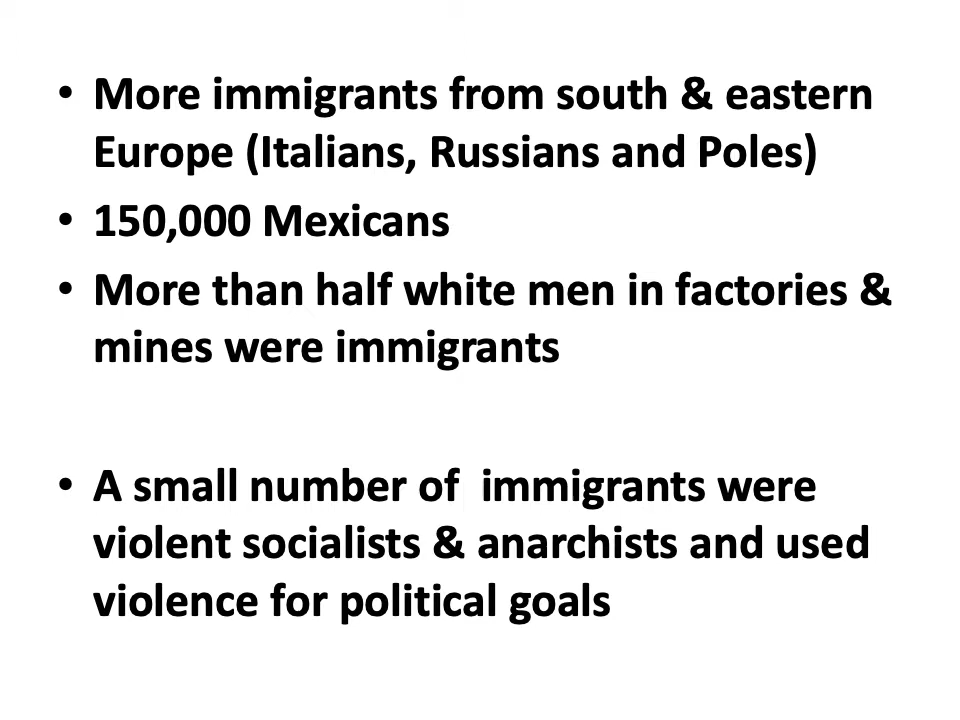 • More immigrants from south & eastern
Europe (Italians, Russians and Poles)
• 150,000 Mexicans
• More than half white men in factories &
mines were immigrants
• A small number of  immigrants were
violent socialists & anarchists and used
violence for political goals